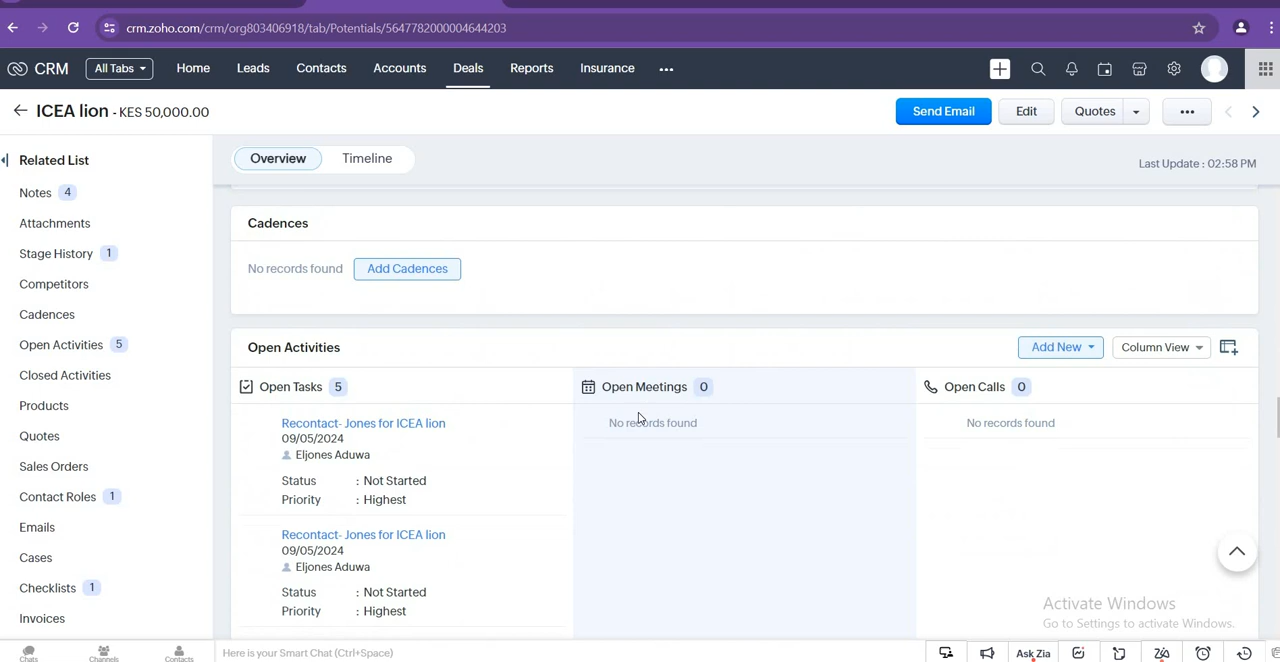 crm.zoho.com/crm/org803406918/tab/Potentials/5647782000004644203
CRM All Tabs Home Leads Contacts Accounts Deals Reports Insurance
ICEA lion - KES 50,000.00 Send Email Edit Quotes
Related List
Notes 4
Attachments
Stage History 1
Competitors
Cadences
Open Activities 5
Closed Activities
Products
Quotes
Sales Orders
Contact Roles 1
Emails
Cases
Checklists 1
Invoices
Overview Timeline
Last Update : 02:58 PM
Cadences
No records found Add Cadences
Open Activities Add New Column View
Open Tasks 5
Recontact- Jones for ICEA lion
09/05/2024
Eljones Aduwa
Status : Not Started
Priority : Highest
Recontact- Jones for ICEA lion
09/05/2024
Eljones Aduwa
Status : Not Started
Priority : Highest
Open Meetings 0
No records found
Open Calls 0
No records found
Activate Windows
Go to Settings to activate Windows.
Chats Channels Contacts Here is your Smart Chat (Ctrl+Space) Ask Zia